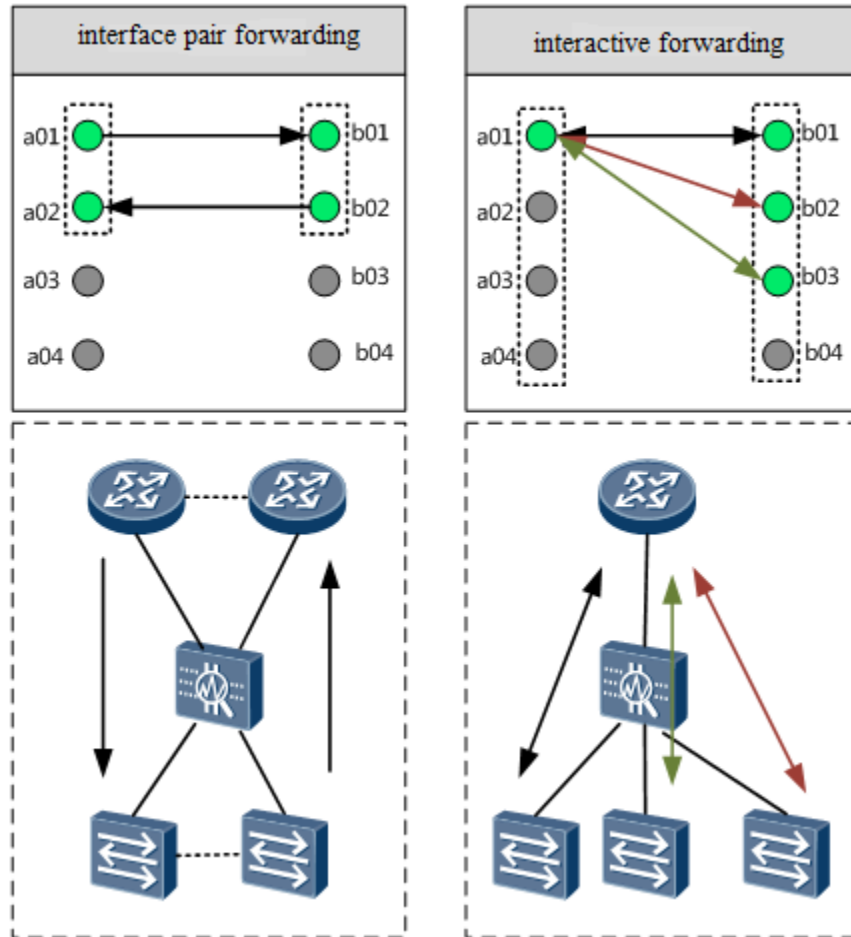 interface pair forwarding
a01
b01
a02
b02
a03
b03
a04
b04
interactive forwarding
a01
b01
a02
b02
a03
b03
a04
b04